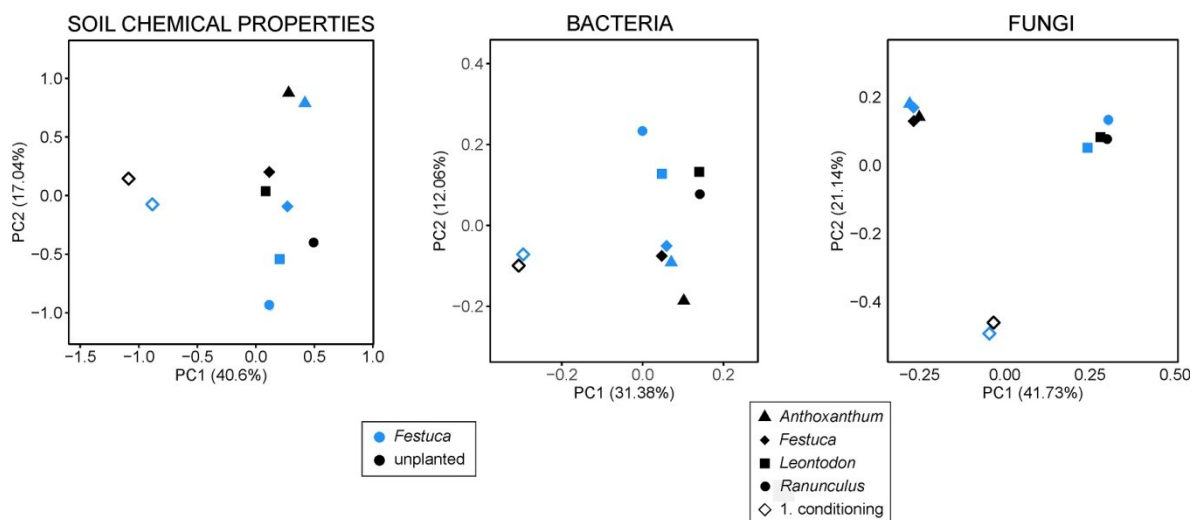 SOIL CHEMICAL PROPERTIES
1.0
0.5
0.0
−0.5
−1.0
PC2 (17.04%)
−1.5
−1.0
−0.5
0.0
0.5
1.0
PC1 (40.6%)
BACTERIA
0.4
0.2
0.0
−0.2
PC2 (12.06%)
−0.2
0.0
0.2
PC1 (31.38%)
FUNGI
0.2
0.0
−0.2
−0.4
PC2 (21.14%)
−0.25
0.00
0.25
0.50
PC1 (41.73%)
Festuca
unplanted
Anthoxanthum
Festuca
Leontodon
Ranunculus
1. conditioning